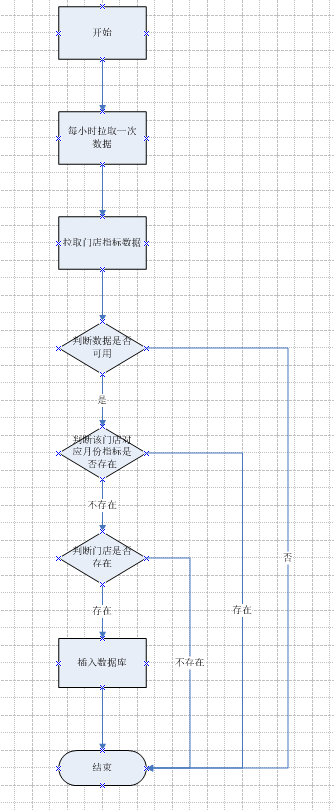 开始
每小时拉取一次
数据
拉取门店指标数据
判断数据是否
可用
是
判断该门店对
应月份指标是
否存在
不存在
判断门店是否
存在
否
存在
存在
不存在
插入数据库
结束